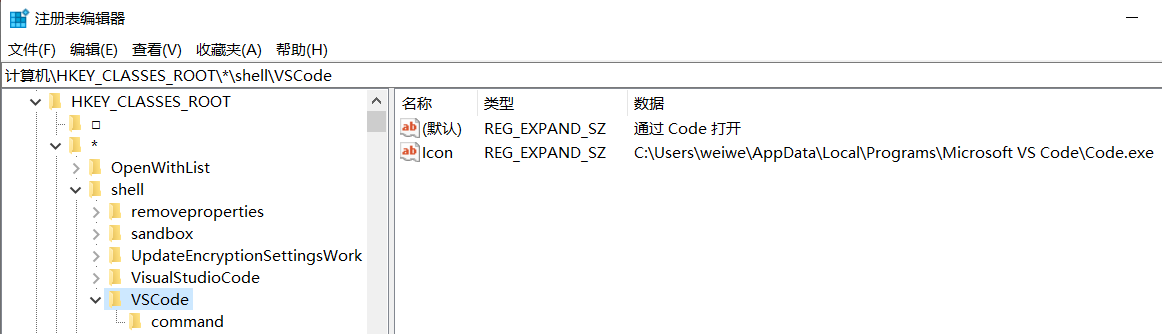 注册表编辑器
文件(F) 编辑(E) 查看(V) 收藏夹(A) 帮助(H)
计算机\HKEY_CLASSES_ROOT\*\shell\VSCode
HKEY_CLASSES_ROOT
*
OpenWithList
shell
removeproperties
sandbox
UpdateEncryptionSettingsWork
VisualStudioCode
VSCode
command
名称 类型 数据
(默认) REG_EXPAND_SZ 通过 Code 打开
Icon REG_EXPAND_SZ C:\Users\weiwe\AppData\Local\Programs\Microsoft VS Code\Code.exe